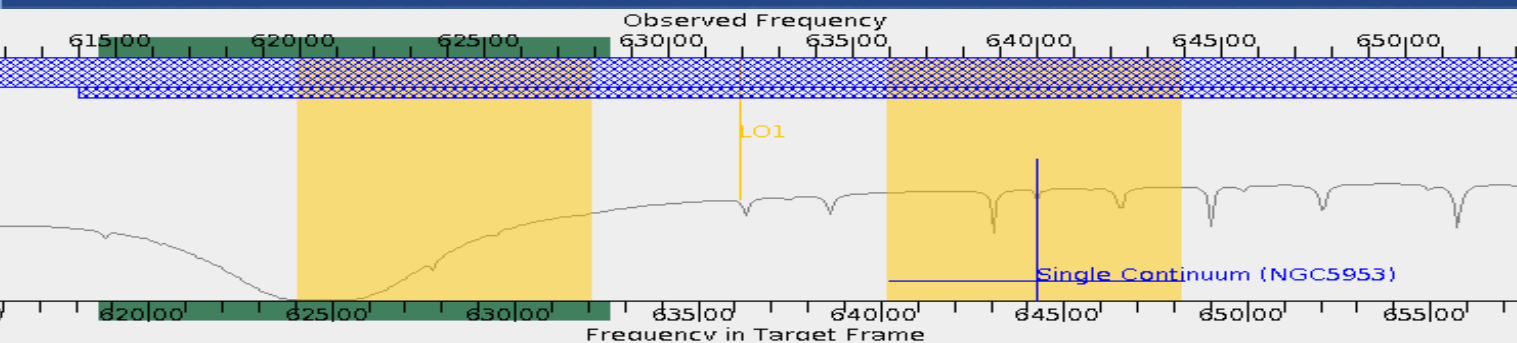 Observed Frequency
615|00 620|00 625|00 630|00 635|00 640|00 645|00 650|00
LO1
Single Continuum (NGC5953)
620|00 625|00 630|00 635|00 640|00 645|00 650|00 655|00
Frequency in Target Frame